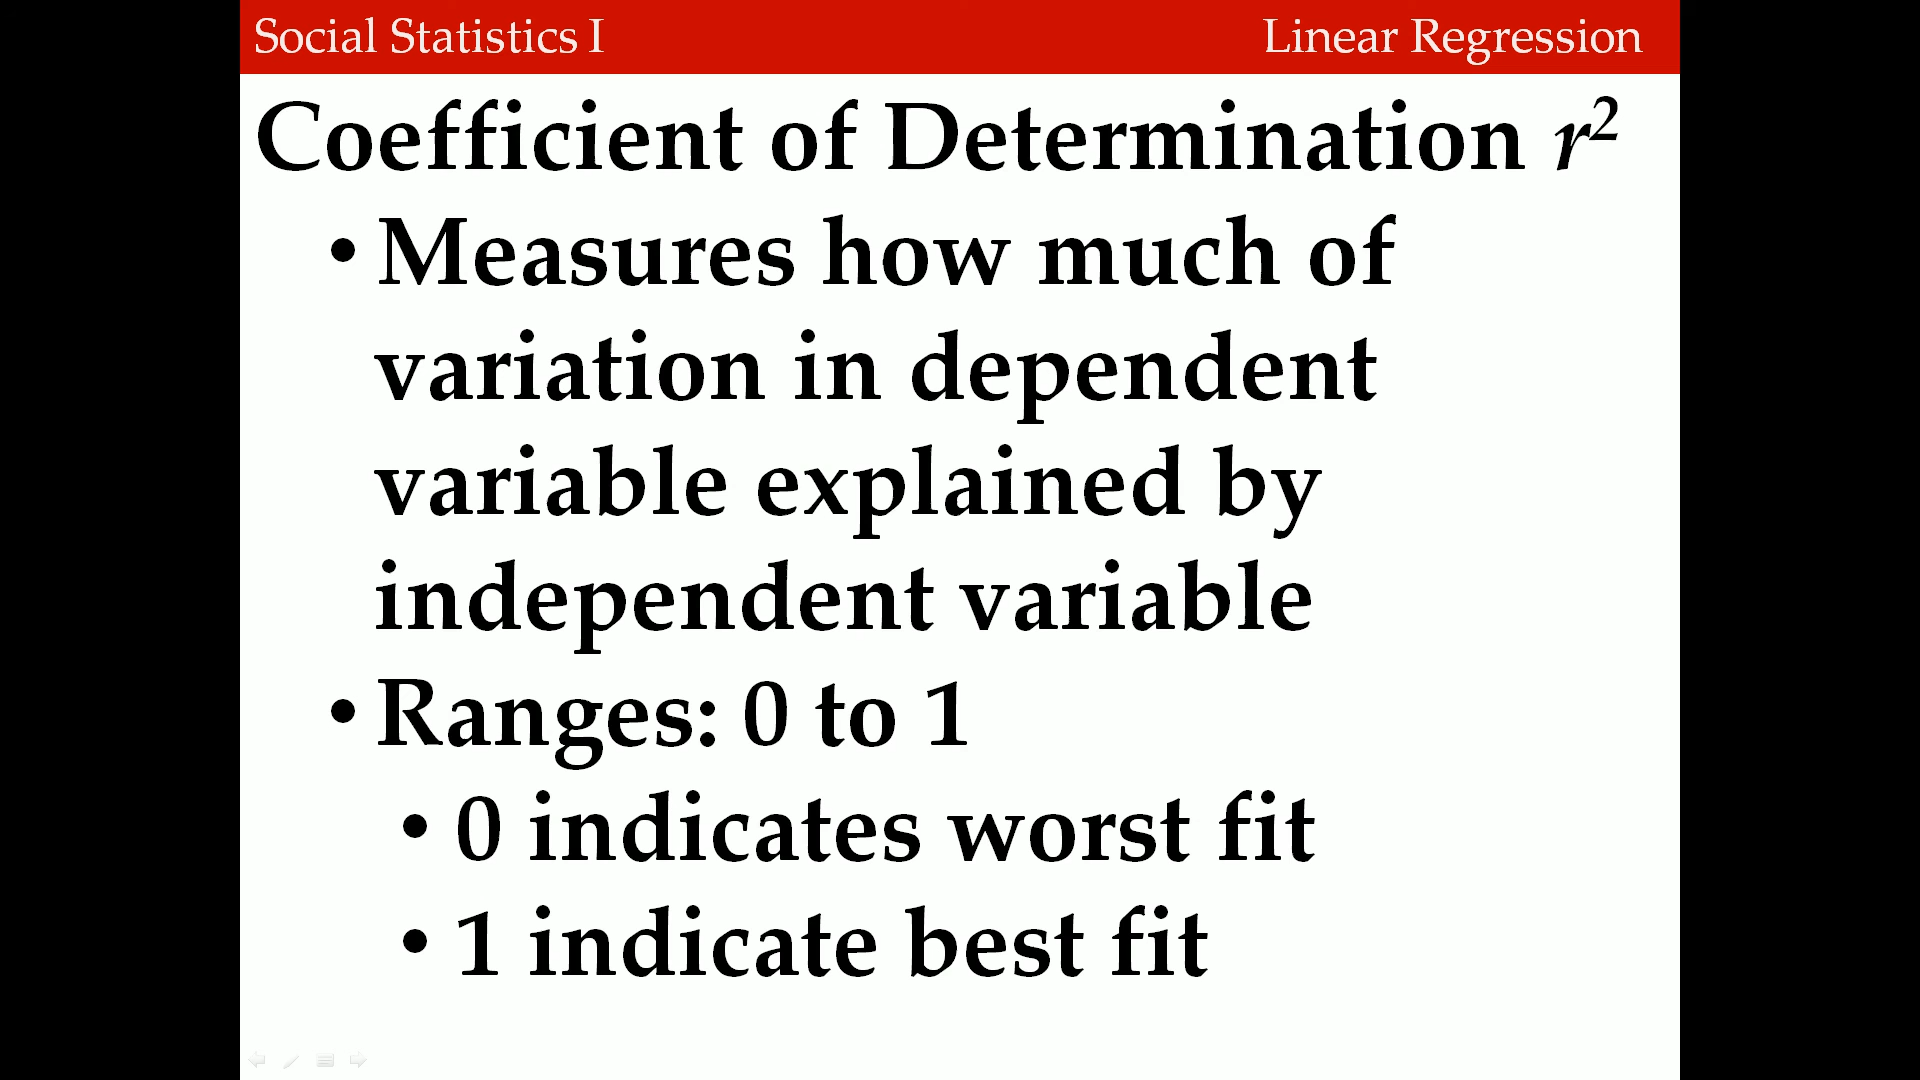 Social Statistics I
Linear Regression
Coefficient of Determination r²
• Measures how much of
variation in dependent
variable explained by
independent variable
• Ranges: 0 to 1
• 0 indicates worst fit
• 1 indicate best fit